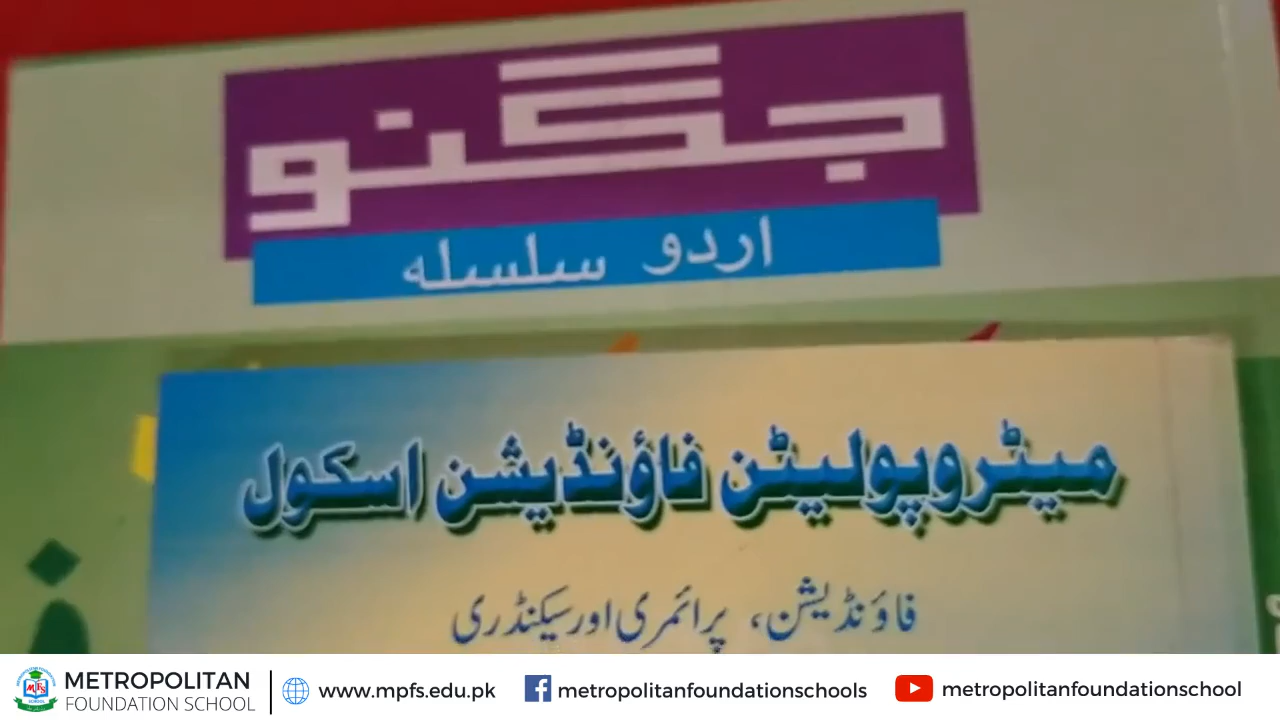 جگنو
اردو سلسلہ
میٹروپولیٹن فاؤنڈیشن اسکول
فاؤنڈیشن، پرائمری اور سیکنڈری
METROPOLITAN
FOUNDATION SCHOOL
www.mpfs.edu.pk
metropolitanfoundationschools
metropolitanfoundationschool